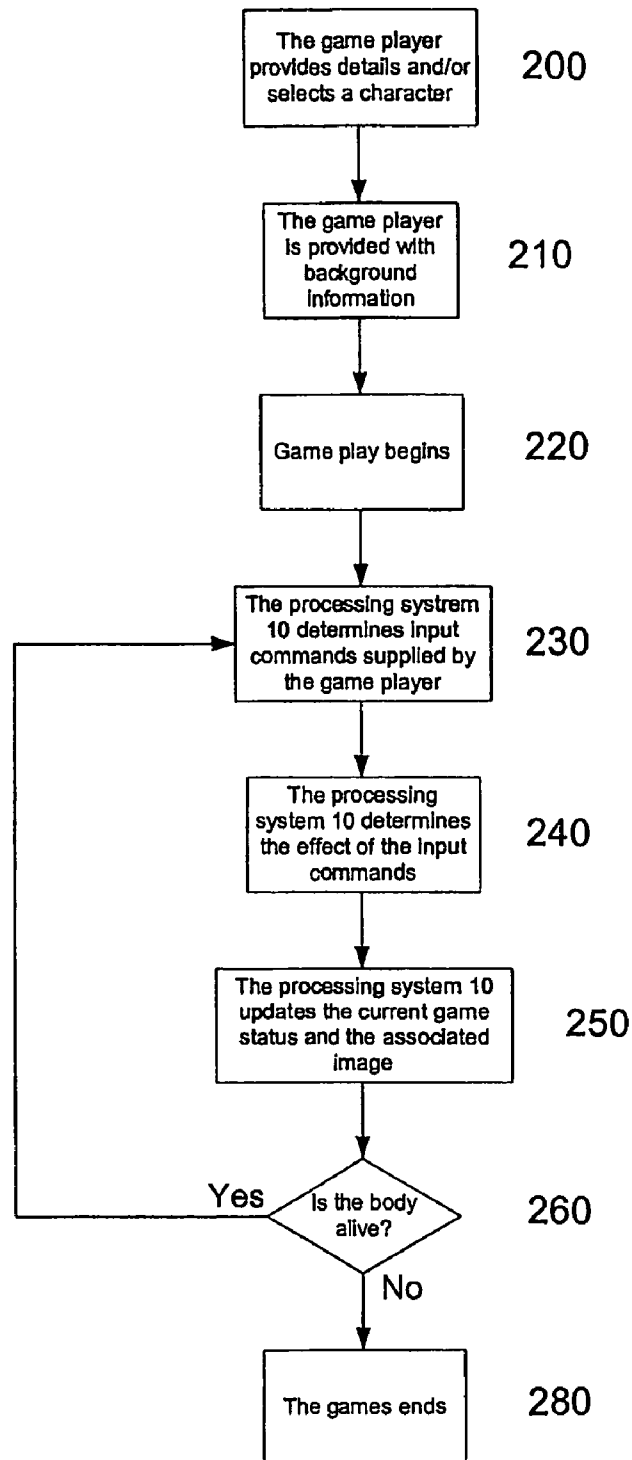 The game player
provides details and/or
selects a character
200
The game player
is provided with
background
information
210
Game play begins
220
The processing systrem
10 determines input
commands supplied by
the game player
230
The processing
system 10 determines
the effect of the input
commands
240
The processing system 10
updates the current game
status and the associated
image
250
Yes
Is the body
alive?
260
No
The games ends
280